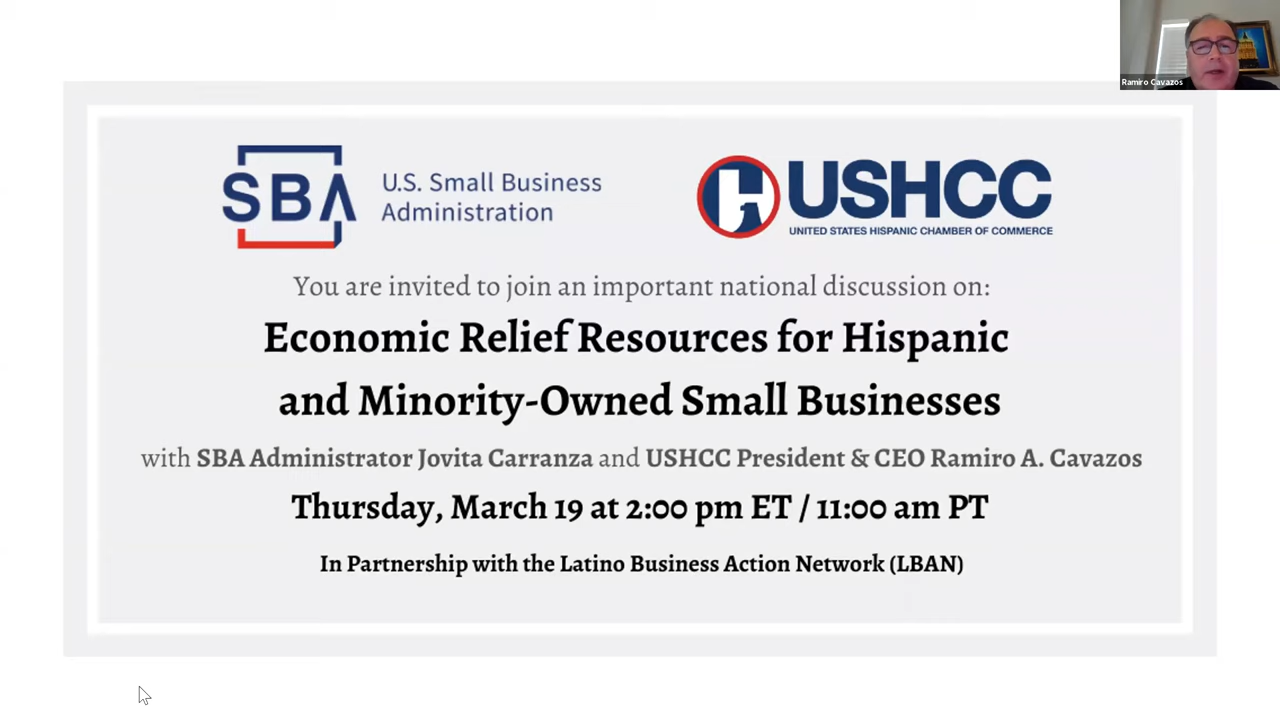 Ramiro Cavazos
SBA
U.S. Small Business
Administration
USHCC
UNITED STATES HISPANIC CHAMBER OF COMMERCE
You are invited to join an important national discussion on:
Economic Relief Resources for Hispanic
and Minority-Owned Small Businesses
with SBA Administrator Jovita Carranza and USHCC President & CEO Ramiro A. Cavazos
Thursday, March 19 at 2:00 pm ET / 11:00 am PT
In Partnership with the Latino Business Action Network (LBAN)